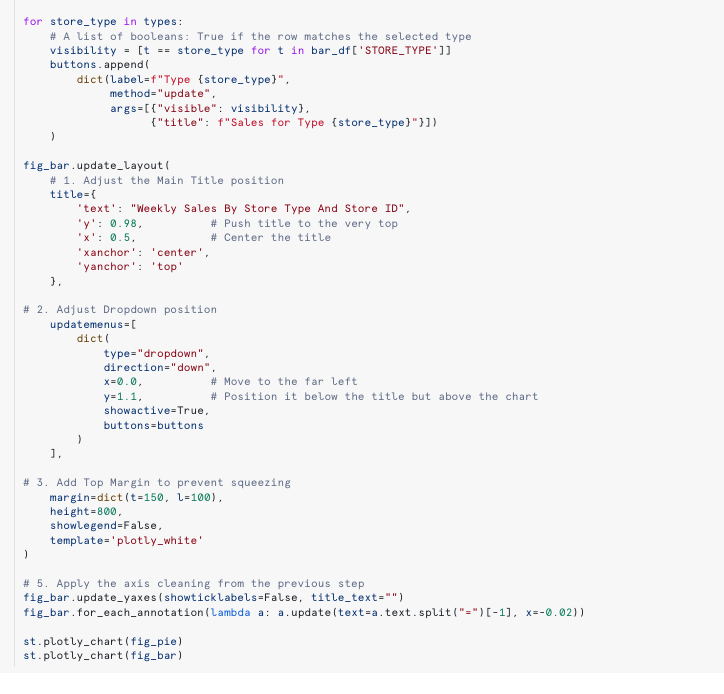 for store_type in types:
    # A list of booleans: True if the row matches the selected type
    visibility = [t == store_type for t in bar_df['STORE_TYPE']]
    buttons.append(
        dict(label=f"Type {store_type}",
             method="update",
             args=[{"visible": visibility},
                   {"title": f"Sales for Type {store_type}"}])
    )

fig_bar.update_layout(
    # 1. Adjust the Main Title position
    title={
        'text': "Weekly Sales By Store Type And Store ID",
        'y': 0.98,          # Push title to the very top
        'x': 0.5,           # Center the title
        'xanchor': 'center',
        'yanchor': 'top'
    },

# 2. Adjust Dropdown position
    updatemenus=[
        dict(
            type="dropdown",
            direction="down",
            x=0.0,          # Move to the far left
            y=1.1,          # Position it below the title but above the chart
            showactive=True,
            buttons=buttons
        )
    ],

# 3. Add Top Margin to prevent squeezing
    margin=dict(t=150, l=100),
    height=800,
    showlegend=False,
    template='plotly_white'
)

# 5. Apply the axis cleaning from the previous step
fig_bar.update_yaxes(showticklabels=False, title_text="")
fig_bar.for_each_annotation(lambda a: a.update(text=a.text.split("=")[-1], x=-0.02))

st.plotly_chart(fig_pie)
st.plotly_chart(fig_bar)